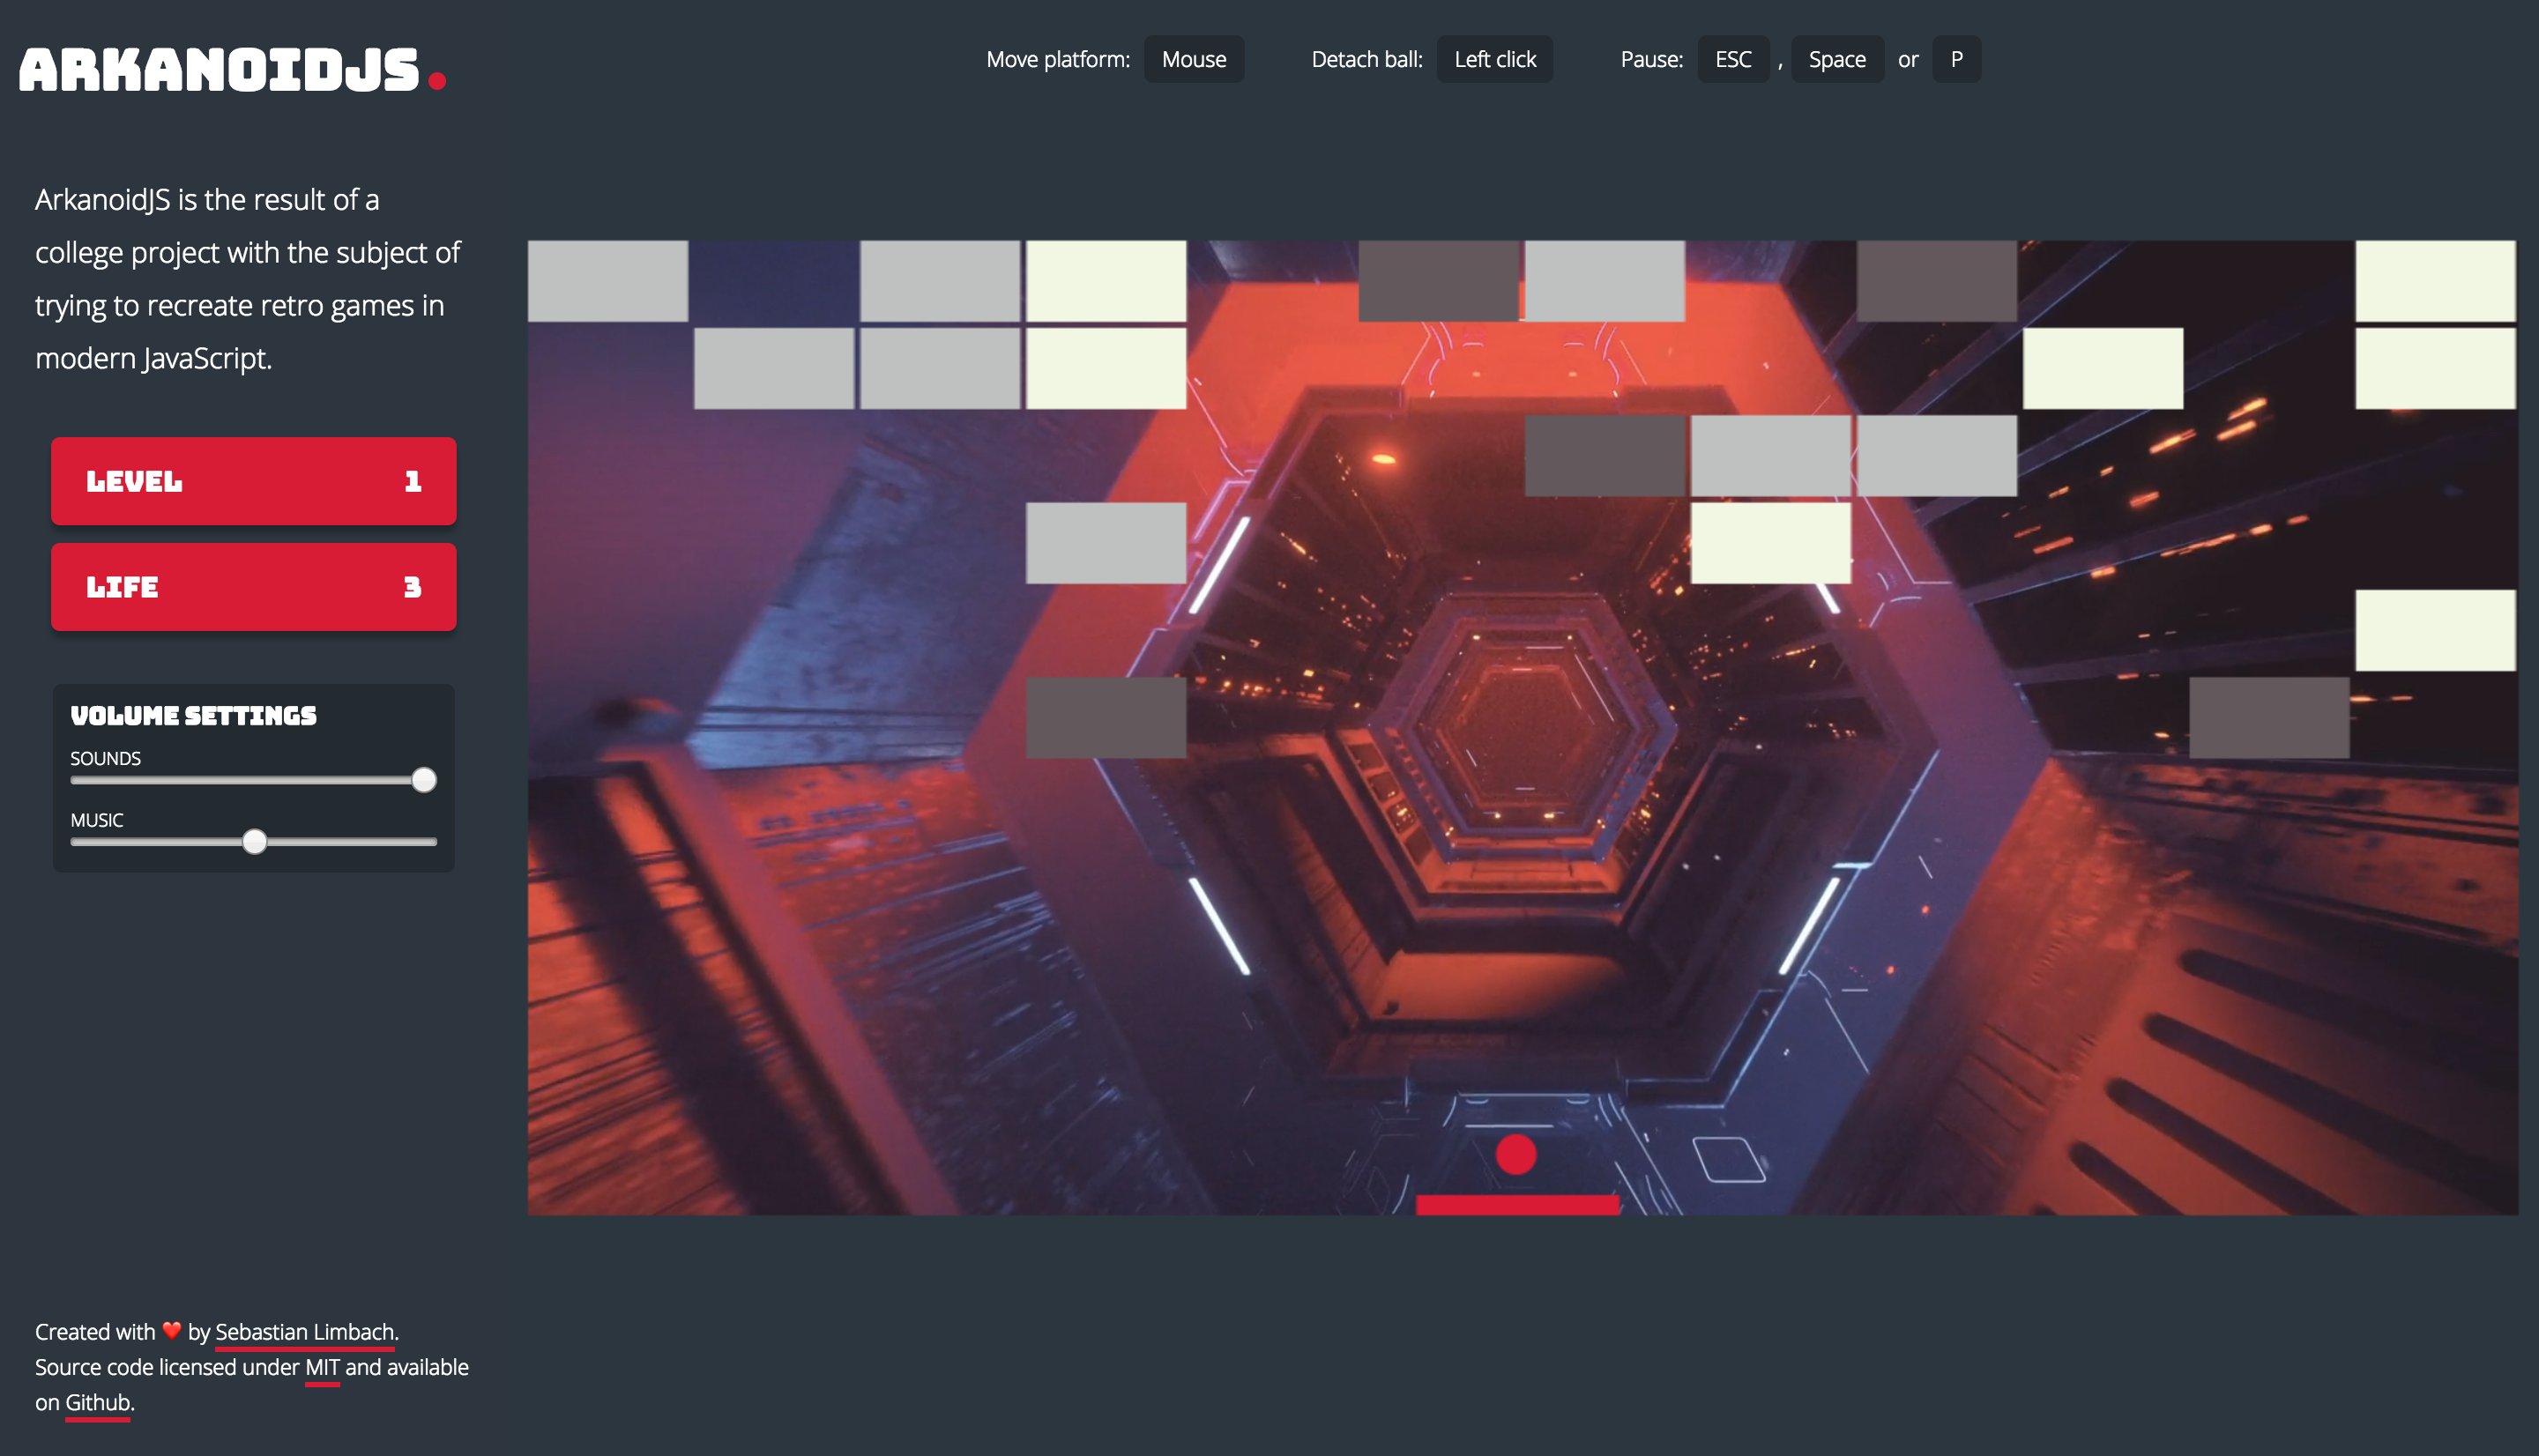 ARKANOIDJS.
Move platform: Mouse Detach ball: Left click Pause: ESC , Space or P
ArkanoidJS is the result of a
college project with the subject of
trying to recreate retro games in
modern JavaScript.
LEVEL 1
LIFE 3
VOLUME SETTINGS
SOUNDS
MUSIC
Created with ❤️ by Sebastian Limbach.
Source code licensed under MIT and available
on Github.